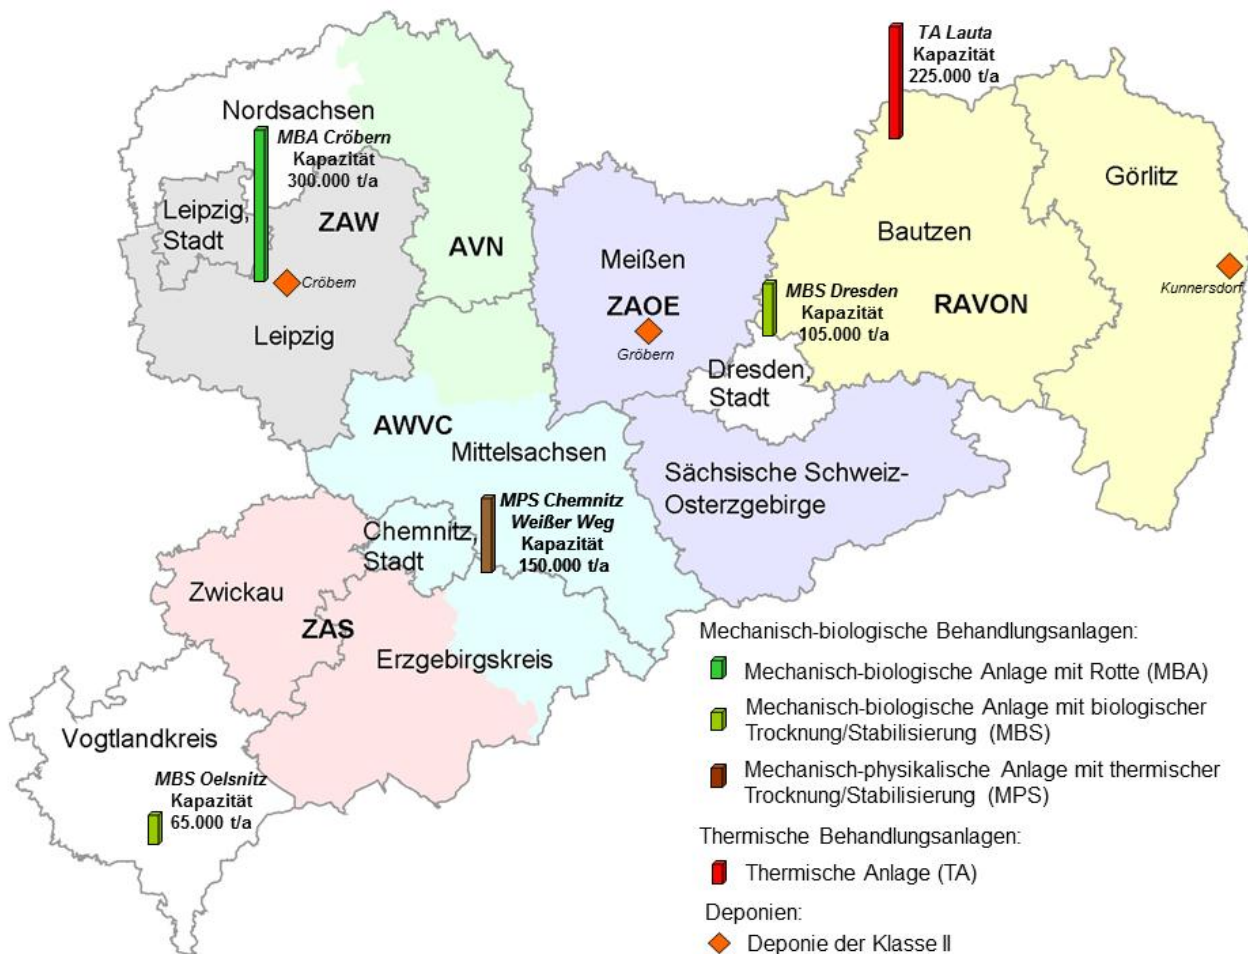 TA Lauta
Kapazität
225.000 t/a
Nordsachsen
MBA Cröbern
Kapazität
300.000 t/a
Leipzig,
Stadt
ZAW
AVN
Cröbern
Leipzig
Meißen
ZAOE
Gröbern
MBS Dresden
Kapazität
105.000 t/a
Dresden,
Stadt
Bautzen
RAVON
Görlitz
Kunnersdorf
AWVC
Mittelsachsen
Sächsische Schweiz-
Osterzgebirge
MPS Chemnitz
Weißer Weg
Kapazität
150.000 t/a
Chemnitz,
Stadt
Zwickau
ZAS
Erzgebirgskreis
Vogtlandkreis
MBS Oelsnitz
Kapazität
65.000 t/a
Mechanisch-biologische Behandlungsanlagen:
Mechanisch-biologische Anlage mit Rotte (MBA)
Mechanisch-biologische Anlage mit biologischer
Trocknung/Stabilisierung (MBS)
Mechanisch-physikalische Anlage mit thermischer
Trocknung/Stabilisierung (MPS)
Thermische Behandlungsanlagen:
Thermische Anlage (TA)
Deponien:
Deponie der Klasse II